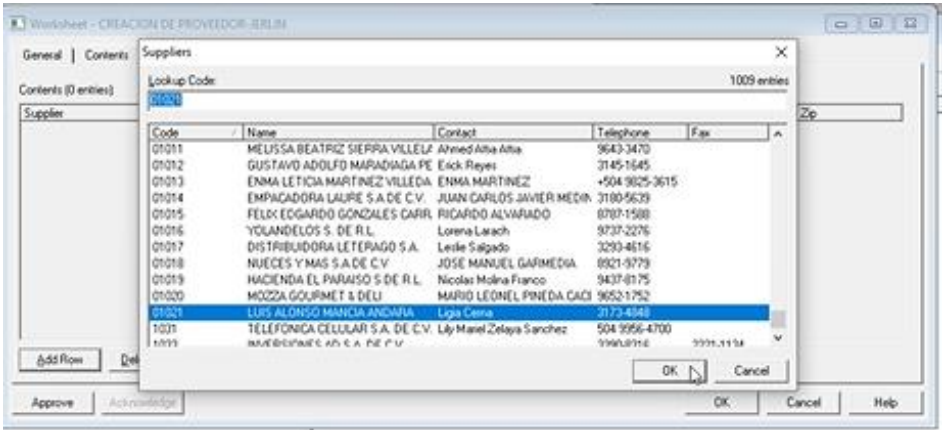 Worksheet - CREACION DE PROVEEDOR-JERLIN
General | Contents
Suppliers
Lookup Code:
1009 entries
01021
Contents (0 entries)
Supplier
Zip
Code / Name Contact Telephone Fax
01011 MELISSA BEATRIZ SIERRA VILLELA Ahmed Attia Attia 9643-3470
01012 GUSTAVO ADOLFO MARADIAGA PE Erick Reyes 3145-1645
01013 ENMA LETICIA MARTINEZ VILLEDA ENMA MARTINEZ +504 9825-3615
01014 EMPACADORA LAURE S.A DE C.V. JUAN CARLOS JAVIER MEDIN 3180-5639
01015 FELIX EDGARDO GONZALES CARR RICARDO ALVARADO 8787-1588
01016 YOLANDELOS S. DE R.L. Lorena Larach 9737-2276
01017 DISTRIBUIDORA LETERAGO S.A. Leslie Salgado 3293-4616
01018 NUECES Y MAS S.A DE C.V JOSE MANUEL GARMEDIA 8921-9779
01019 HACIENDA EL PARAISO S DE R.L. Nicolas Molina Franco 9437-8175
01020 MOZZA GOURMET & DELI MARIO LEONEL PINEDA CACE 9652-1752
01021 LUIS ALONSO MANCIA ANDARA Ligia Cerna 3173-4848
1031 TELEFONICA CELULAR S.A. DE C.V. Lily Mariel Zelaya Sanchez 504 9956-4700
OK Cancel
Add Row
Approve Acknowledge OK Cancel Help